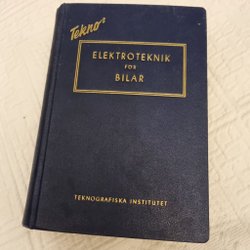 Tekno's
ELEKTROTEKNIK
FÖR
BILAR
TEKNOGRAFISKA INSTITUTET